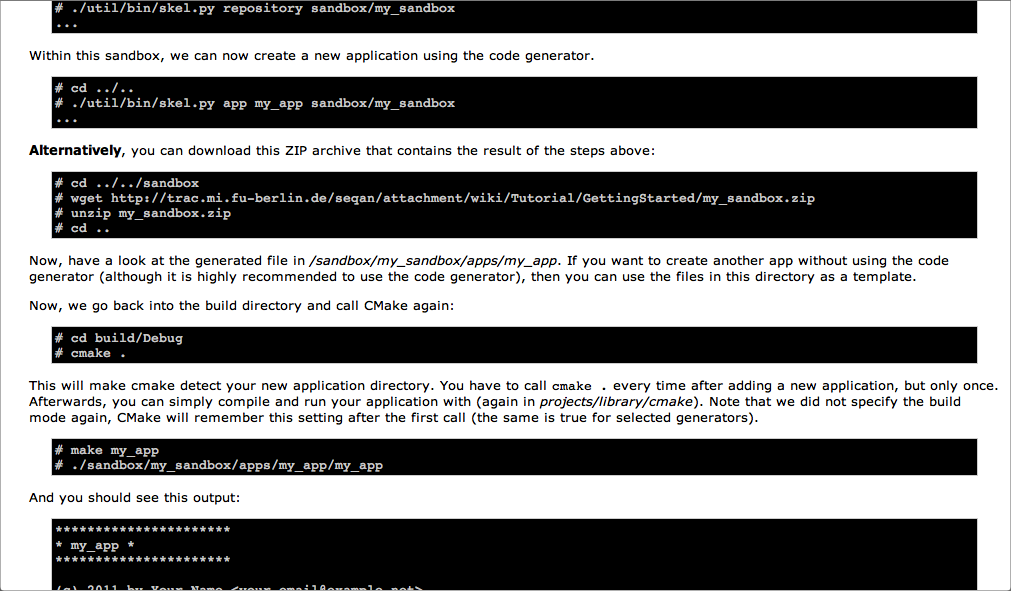 # ./util/bin/skel.py repository sandbox/my_sandbox
...
Within this sandbox, we can now create a new application using the code generator.
# cd ../..
# ./util/bin/skel.py app my_app sandbox/my_sandbox
...
Alternatively, you can download this ZIP archive that contains the result of the steps above:
# cd ../../sandbox
# wget http://trac.mi.fu-berlin.de/seqan/attachment/wiki/Tutorial/GettingStarted/my_sandbox.zip
# unzip my_sandbox.zip
# cd ..
Now, have a look at the generated file in /sandbox/my_sandbox/apps/my_app. If you want to create another app without using the code
generator (although it is highly recommended to use the code generator), then you can use the files in this directory as a template.
Now, we go back into the build directory and call CMake again:
# cd build/Debug
# cmake .
This will make cmake detect your new application directory. You have to call cmake . every time after adding a new application, but only once.
Afterwards, you can simply compile and run your application with (again in projects/library/cmake). Note that we did not specify the build
mode again, CMake will remember this setting after the first call (the same is true for selected generators).
# make my_app
# ./sandbox/my_sandbox/apps/my_app/my_app
And you should see this output:
**********************
* my_app *
**********************
(c) 2011 by Your Name <your.email@example.net>